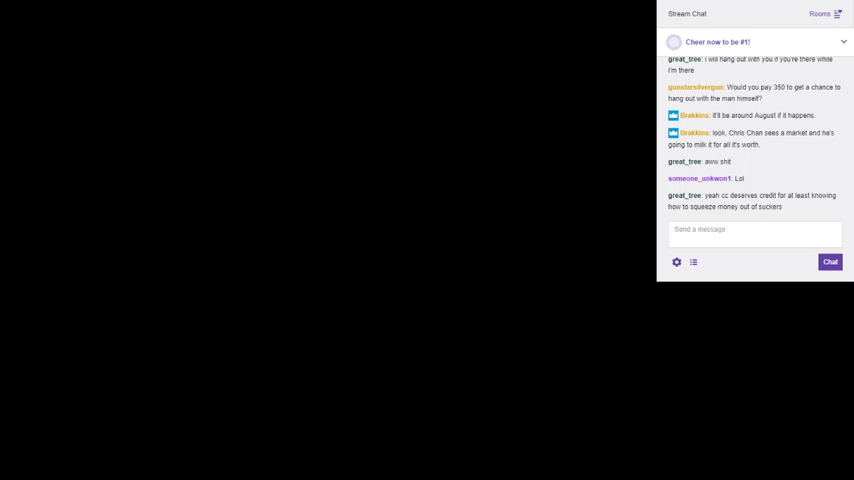 Stream Chat Rooms
Cheer now to be #1!
great_tree: I will hang out with you if you're there while
I'm there
gunstarsilvergun: Would you pay 350 to get a chance to
hang out with the man himself?
Brakkins: it'll be around August if it happens.
Brakkins: look, Chris Chan sees a market and he's
going to milk it for all it's worth.
great_tree: aww shit
someone_unkwon1: Lol
great_tree: yeah cc deserves credit for at least knowing
how to squeeze money out of suckers
Send a message
Chat